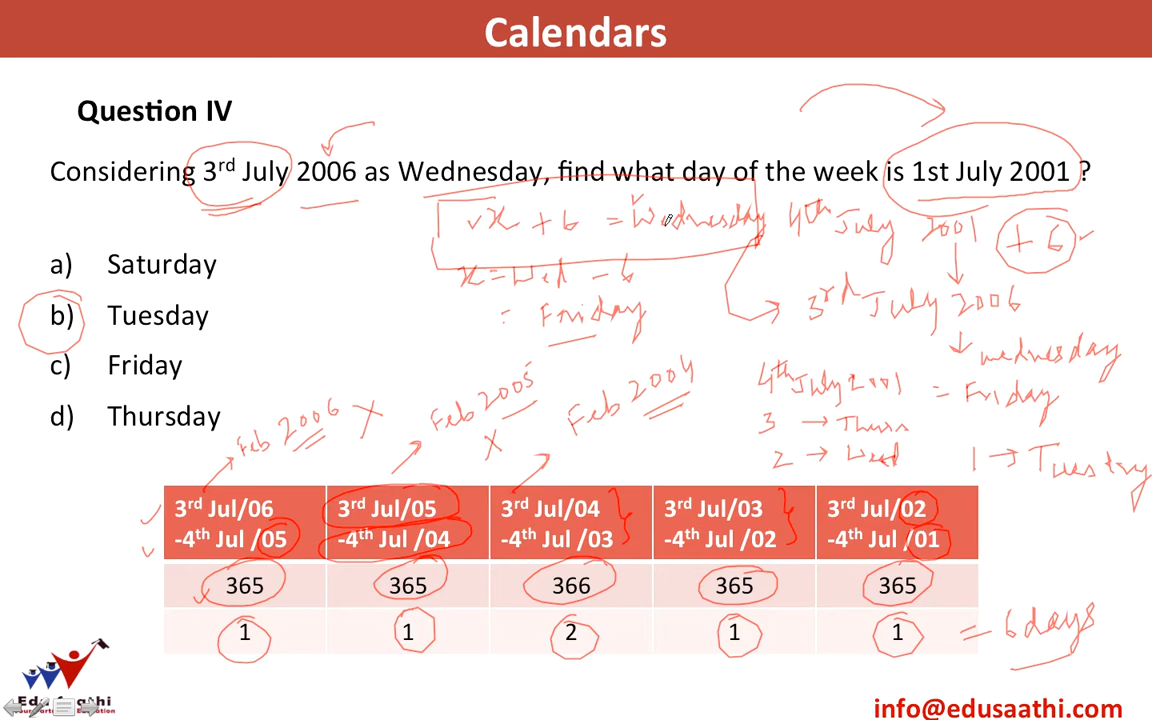 Calendars
Question IV
Considering 3rd July 2006 as Wednesday, find what day of the week is 1st July 2001 ?
x + 6 = Wednesday
4th July 2001 + 6
x = Wed - 6
= Friday
3rd July 2006
wednesday
a) Saturday
b) Tuesday
c) Friday
d) Thursday
4th July 2001 = Friday
3 → Thurs
2 → Wed
1 → Tuesday
Feb 2006 X
Feb 2005
X
Feb 2004
3rd Jul/06 3rd Jul/05 3rd Jul/04 3rd Jul/03 3rd Jul/02
-4th Jul /05 -4th Jul /04 -4th Jul /03 -4th Jul /02 -4th Jul /01
365 365 366 365 365
1 1 2 1 1 = 6 days
info@edusaathi.com